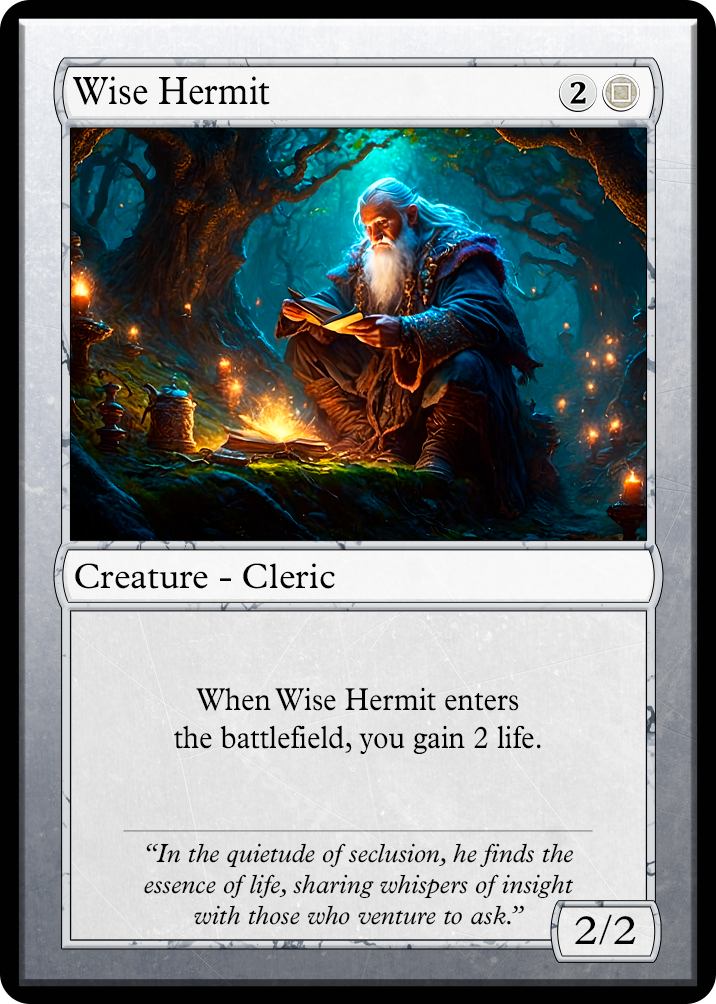 Wise Hermit 2
Creature - Cleric
When Wise Hermit enters
the battlefield, you gain 2 life.
“In the quietude of seclusion, he finds the
essence of life, sharing whispers of insight
with those who venture to ask.”
2/2